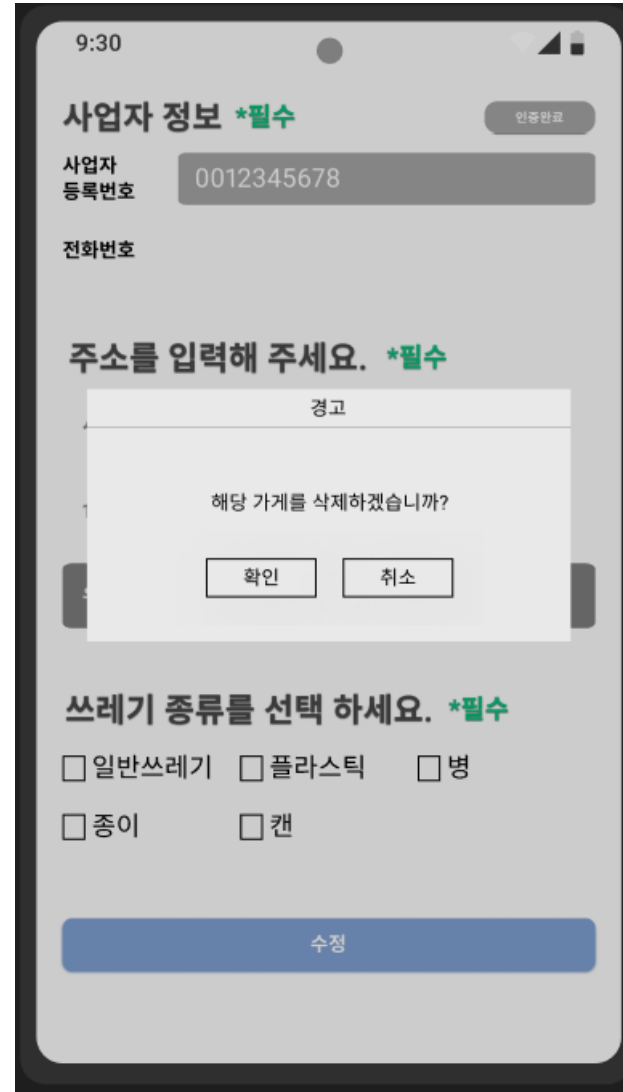 9:30
사업자 정보 *필수
인증완료
사업자
등록번호
0012345678
전화번호
주소를 입력해 주세요. *필수
경고
해당 가게를 삭제하겠습니까?
확인
취소
쓰레기 종류를 선택 하세요. *필수
일반쓰레기 플라스틱 병
종이 캔
수정